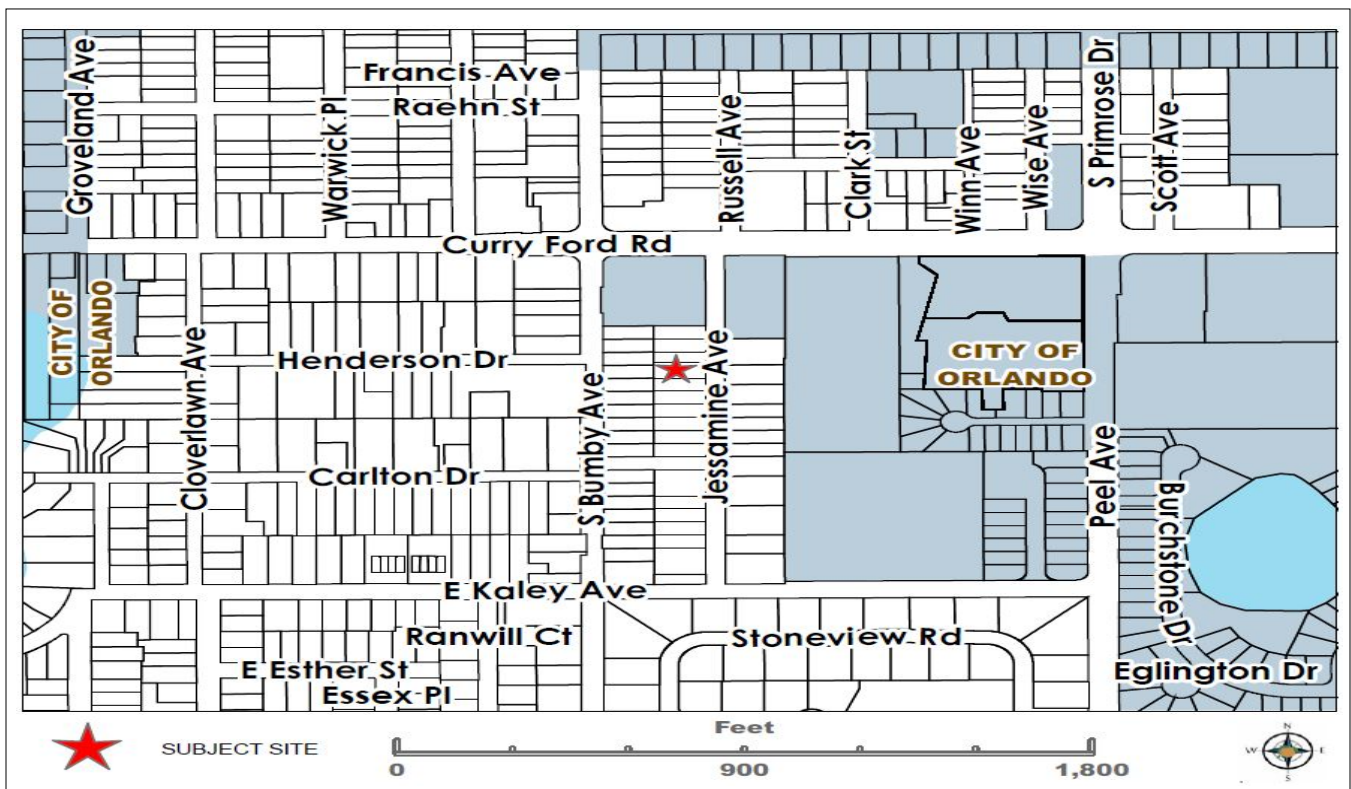 Francis Ave
Raehn St
Groveland Ave
Warwick Pl
Russell Ave
Clark St
Winn Ave
Wise Ave
S Primrose Dr
Scott Ave
Curry Ford Rd
CITY OF
ORLANDO
Cloverlawn Ave
Henderson Dr
S Bumby Ave
Jessamine Ave
CITY OF
ORLANDO
Carlton Dr
Peel Ave
Burchstone Dr
E Kaley Ave
Ranwill Ct
Stoneview Rd
E Esther St
Essex Pl
Eglington Dr
SUBJECT SITE
Feet
0 900 1,800
N
W E
S